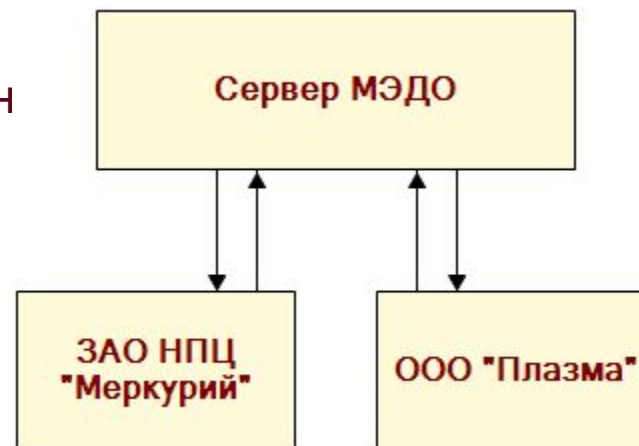 Сервер МЭДО
н
ЗАО НПЦ
"Меркурий"
ООО "Плазма"